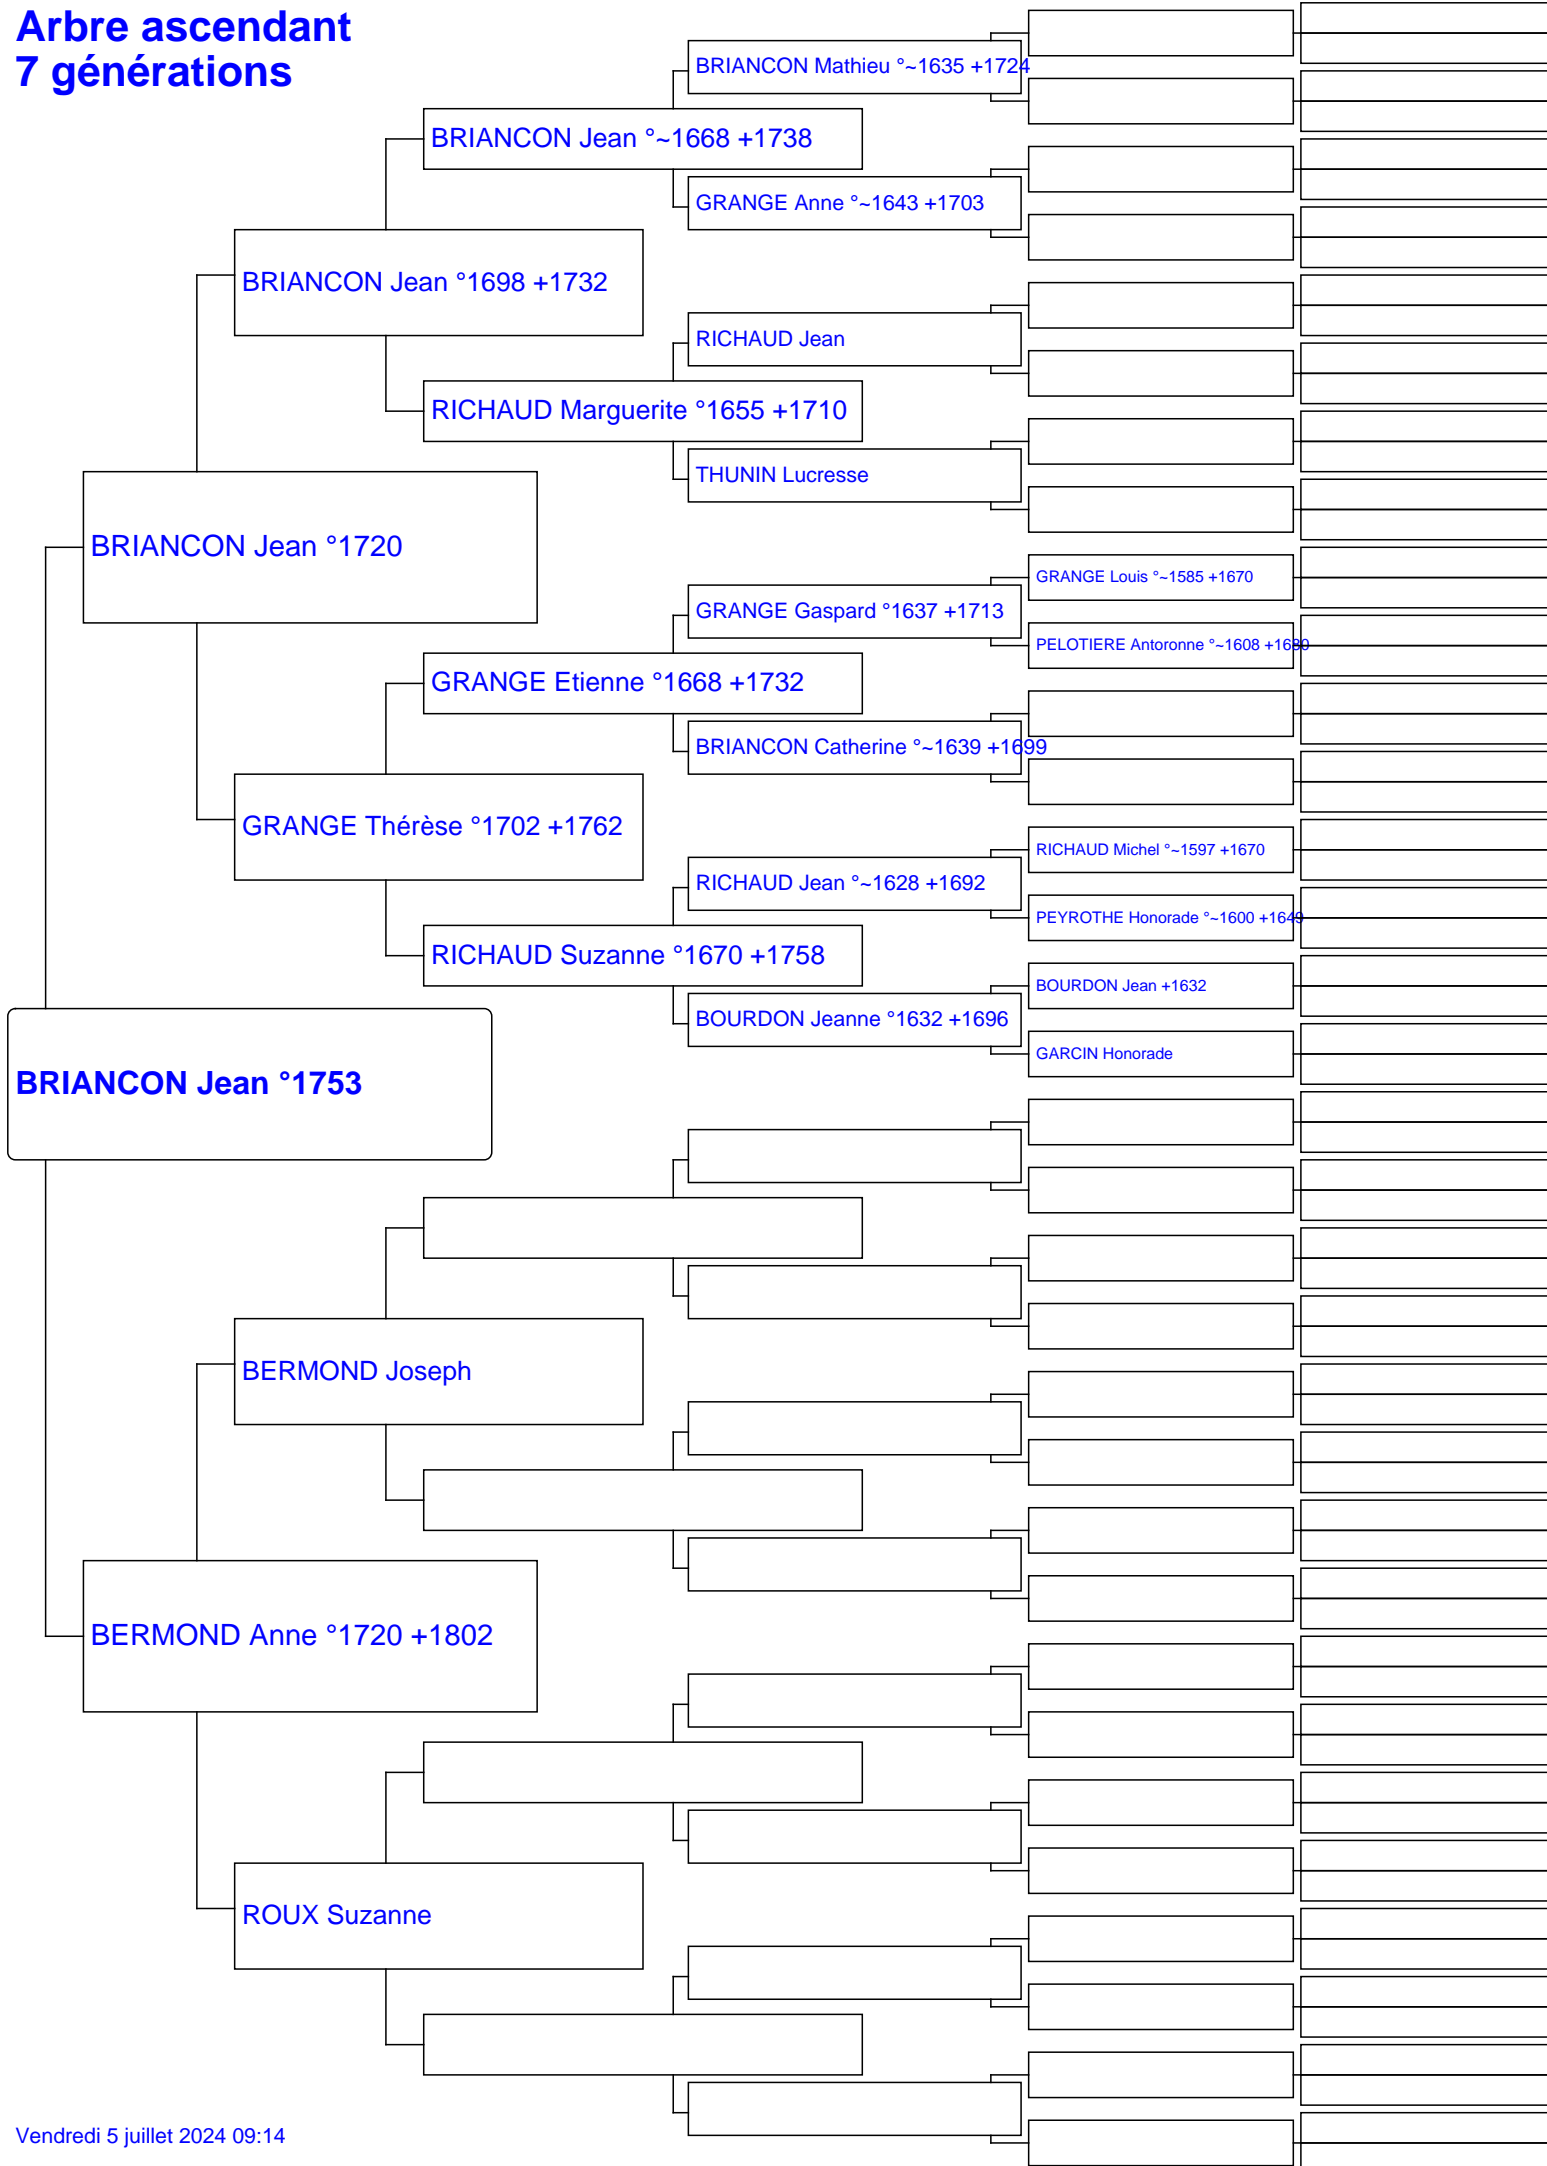 Arbre ascendant
7 générations
BRIANCON Mathieu °~1635 +1724
BRIANCON Jean °~1668 +1738
GRANGE Anne °~1643 +1703
BRIANCON Jean °1698 +1732
RICHAUD Jean
RICHAUD Marguerite °1655 +1710
THUNIN Lucresse
BRIANCON Jean °1720
GRANGE Louis °~1585 +1670
GRANGE Gaspard °1637 +1713
PELOTIERE Antoronne °~1608 +1680
GRANGE Etienne °1668 +1732
BRIANCON Catherine °~1639 +1699
GRANGE Thérèse °1702 +1762
RICHAUD Michel °~1597 +1670
RICHAUD Jean °~1628 +1692
PEYROTHE Honorade °~1600 +1649
RICHAUD Suzanne °1670 +1758
BOURDON Jean +1632
BOURDON Jeanne °1632 +1696
GARCIN Honorade
BRIANCON Jean °1753
BERMOND Joseph
BERMOND Anne °1720 +1802
ROUX Suzanne
Vendredi 5 juillet 2024 09:14